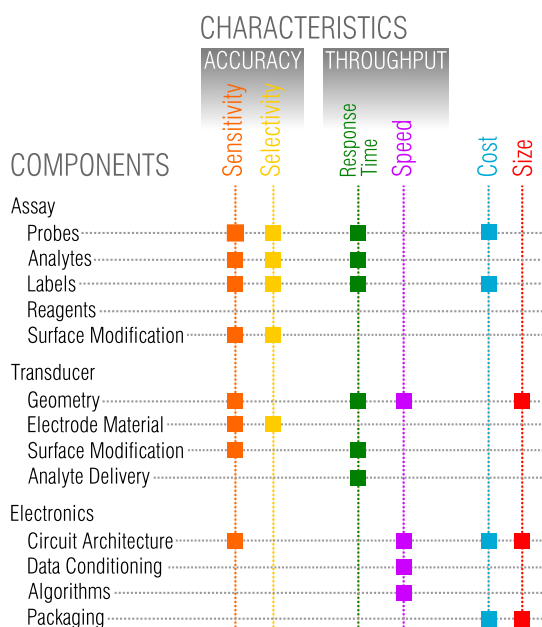 CHARACTERISTICS
ACCURACY THROUGHPUT
Sensitivity
Selectivity
Response
Time
Speed
Cost
Size
COMPONENTS
Assay
Probes
Analytes
Labels
Reagents
Surface Modification
Transducer
Geometry
Electrode Material
Surface Modification
Analyte Delivery
Electronics
Circuit Architecture
Data Conditioning
Algorithms
Packaging